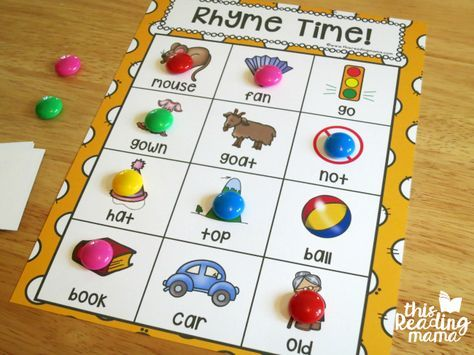 Rhyme Time!
mouse fan go
gown goat not
hat top ball
book car old
this
Reading
mama